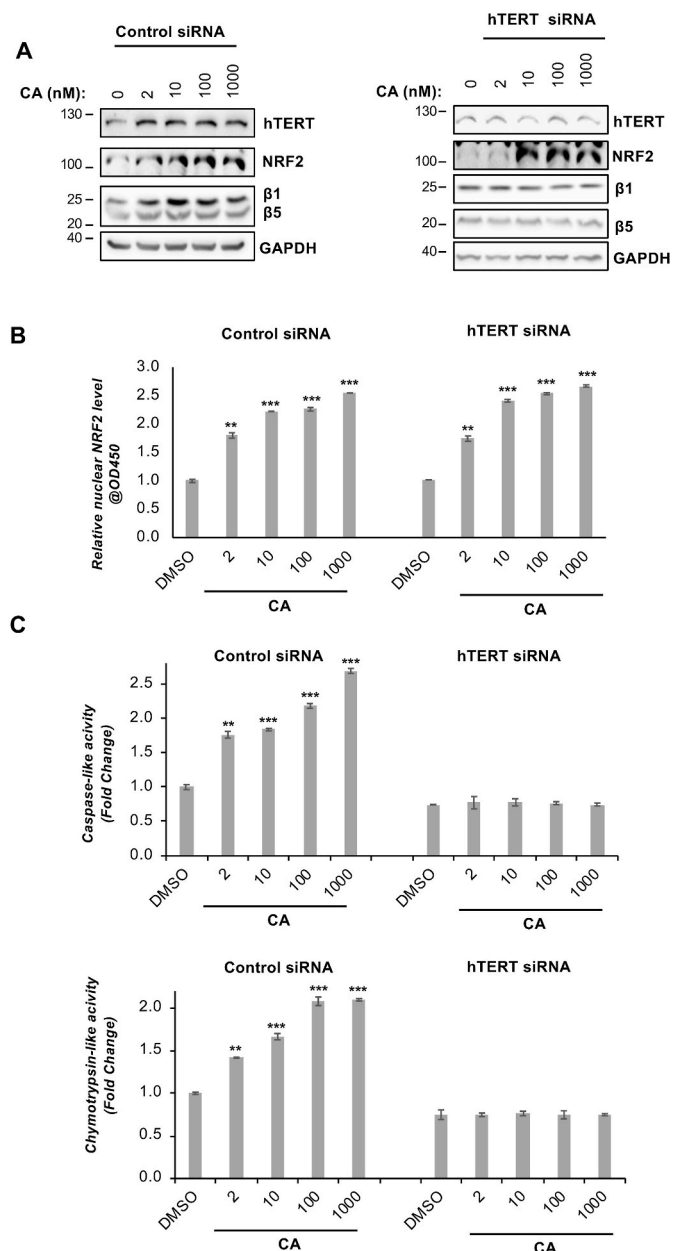 A
Control siRNA
CA (nM): 0 2 10 100 1000
130
hTERT
100
NRF2
25
β1
20
β5
40
GAPDH
hTERT siRNA
CA (nM): 0 2 10 100 1000
130
hTERT
100
NRF2
25
β1
20
β5
40
GAPDH
B
Control siRNA
hTERT siRNA
Relative nuclear NRF2 level
@OD450
3.0
2.5
2.0
1.5
1.0
0.5
0.0
** *** *** ***
** *** *** ***
DMSO 2 10 100 1000
CA
DMSO 2 10 100 1000
CA
C
Control siRNA
hTERT siRNA
Caspase-like acivity
(Fold Change)
2.5
2.0
1.5
1.0
0.5
0.0
** *** *** ***
DMSO 2 10 100 1000
CA
DMSO 2 10 100 1000
CA
Control siRNA
hTERT siRNA
Chymotrypsin-like acivity
(Fold Change)
2.0
1.5
1.0
0.5
0.0
** *** *** ***
DMSO 2 10 100 1000
CA
DMSO 2 10 100 1000
CA